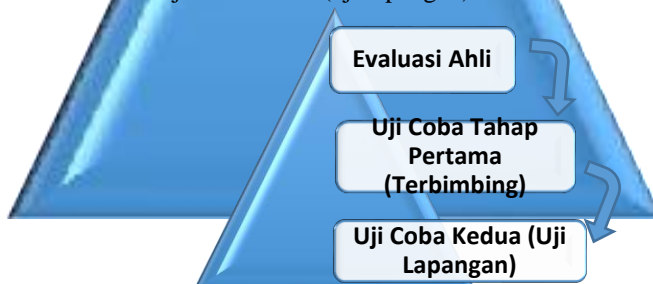 Evaluasi Ahli
Uji Coba Tahap
Pertama
(Terbimbing)
Uji Coba Kedua (Uji
Lapangan)